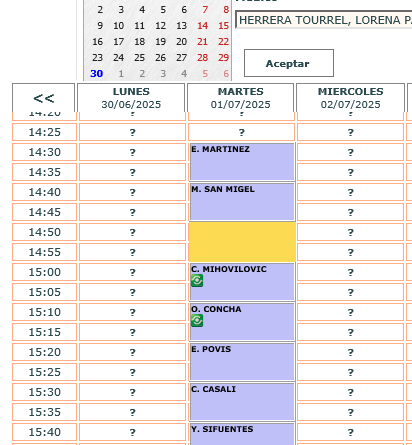 2 3 4 5 6 7 8
9 10 11 12 13 14 15
16 17 18 19 20 21 22
23 24 25 26 27 28 29
30 1 2 3 4 5 6
HERRERA TOURREL, LORENA P.
Aceptar
<< LUNES 30/06/2025 MARTES 01/07/2025 MIERCOLES 02/07/2025
14:20 ? ? ?
14:25 ? ? ?
14:30 ? E. MARTINEZ ?
14:35 ? ?
14:40 ? M. SAN MIGEL ?
14:45 ? ?
14:50 ? ?
14:55 ? ?
15:00 ? C. MIHOVILOVIC ?
15:05 ? ?
15:10 ? O. CONCHA ?
15:15 ? ?
15:20 ? E. POVIS ?
15:25 ? ?
15:30 ? C. CASALI ?
15:35 ? ?
15:40 ? Y. SIFUENTES ?